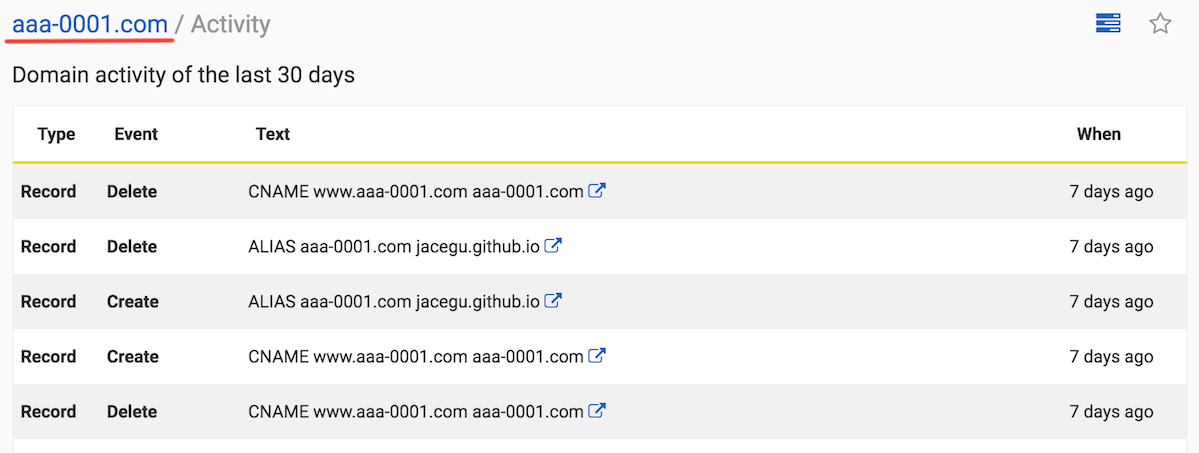 aaa-0001.com / Activity
Domain activity of the last 30 days
Type Event Text When
Record Delete CNAME www.aaa-0001.com aaa-0001.com 7 days ago
Record Delete ALIAS aaa-0001.com jacegu.github.io 7 days ago
Record Create ALIAS aaa-0001.com jacegu.github.io 7 days ago
Record Create CNAME www.aaa-0001.com aaa-0001.com 7 days ago
Record Delete CNAME www.aaa-0001.com aaa-0001.com 7 days ago